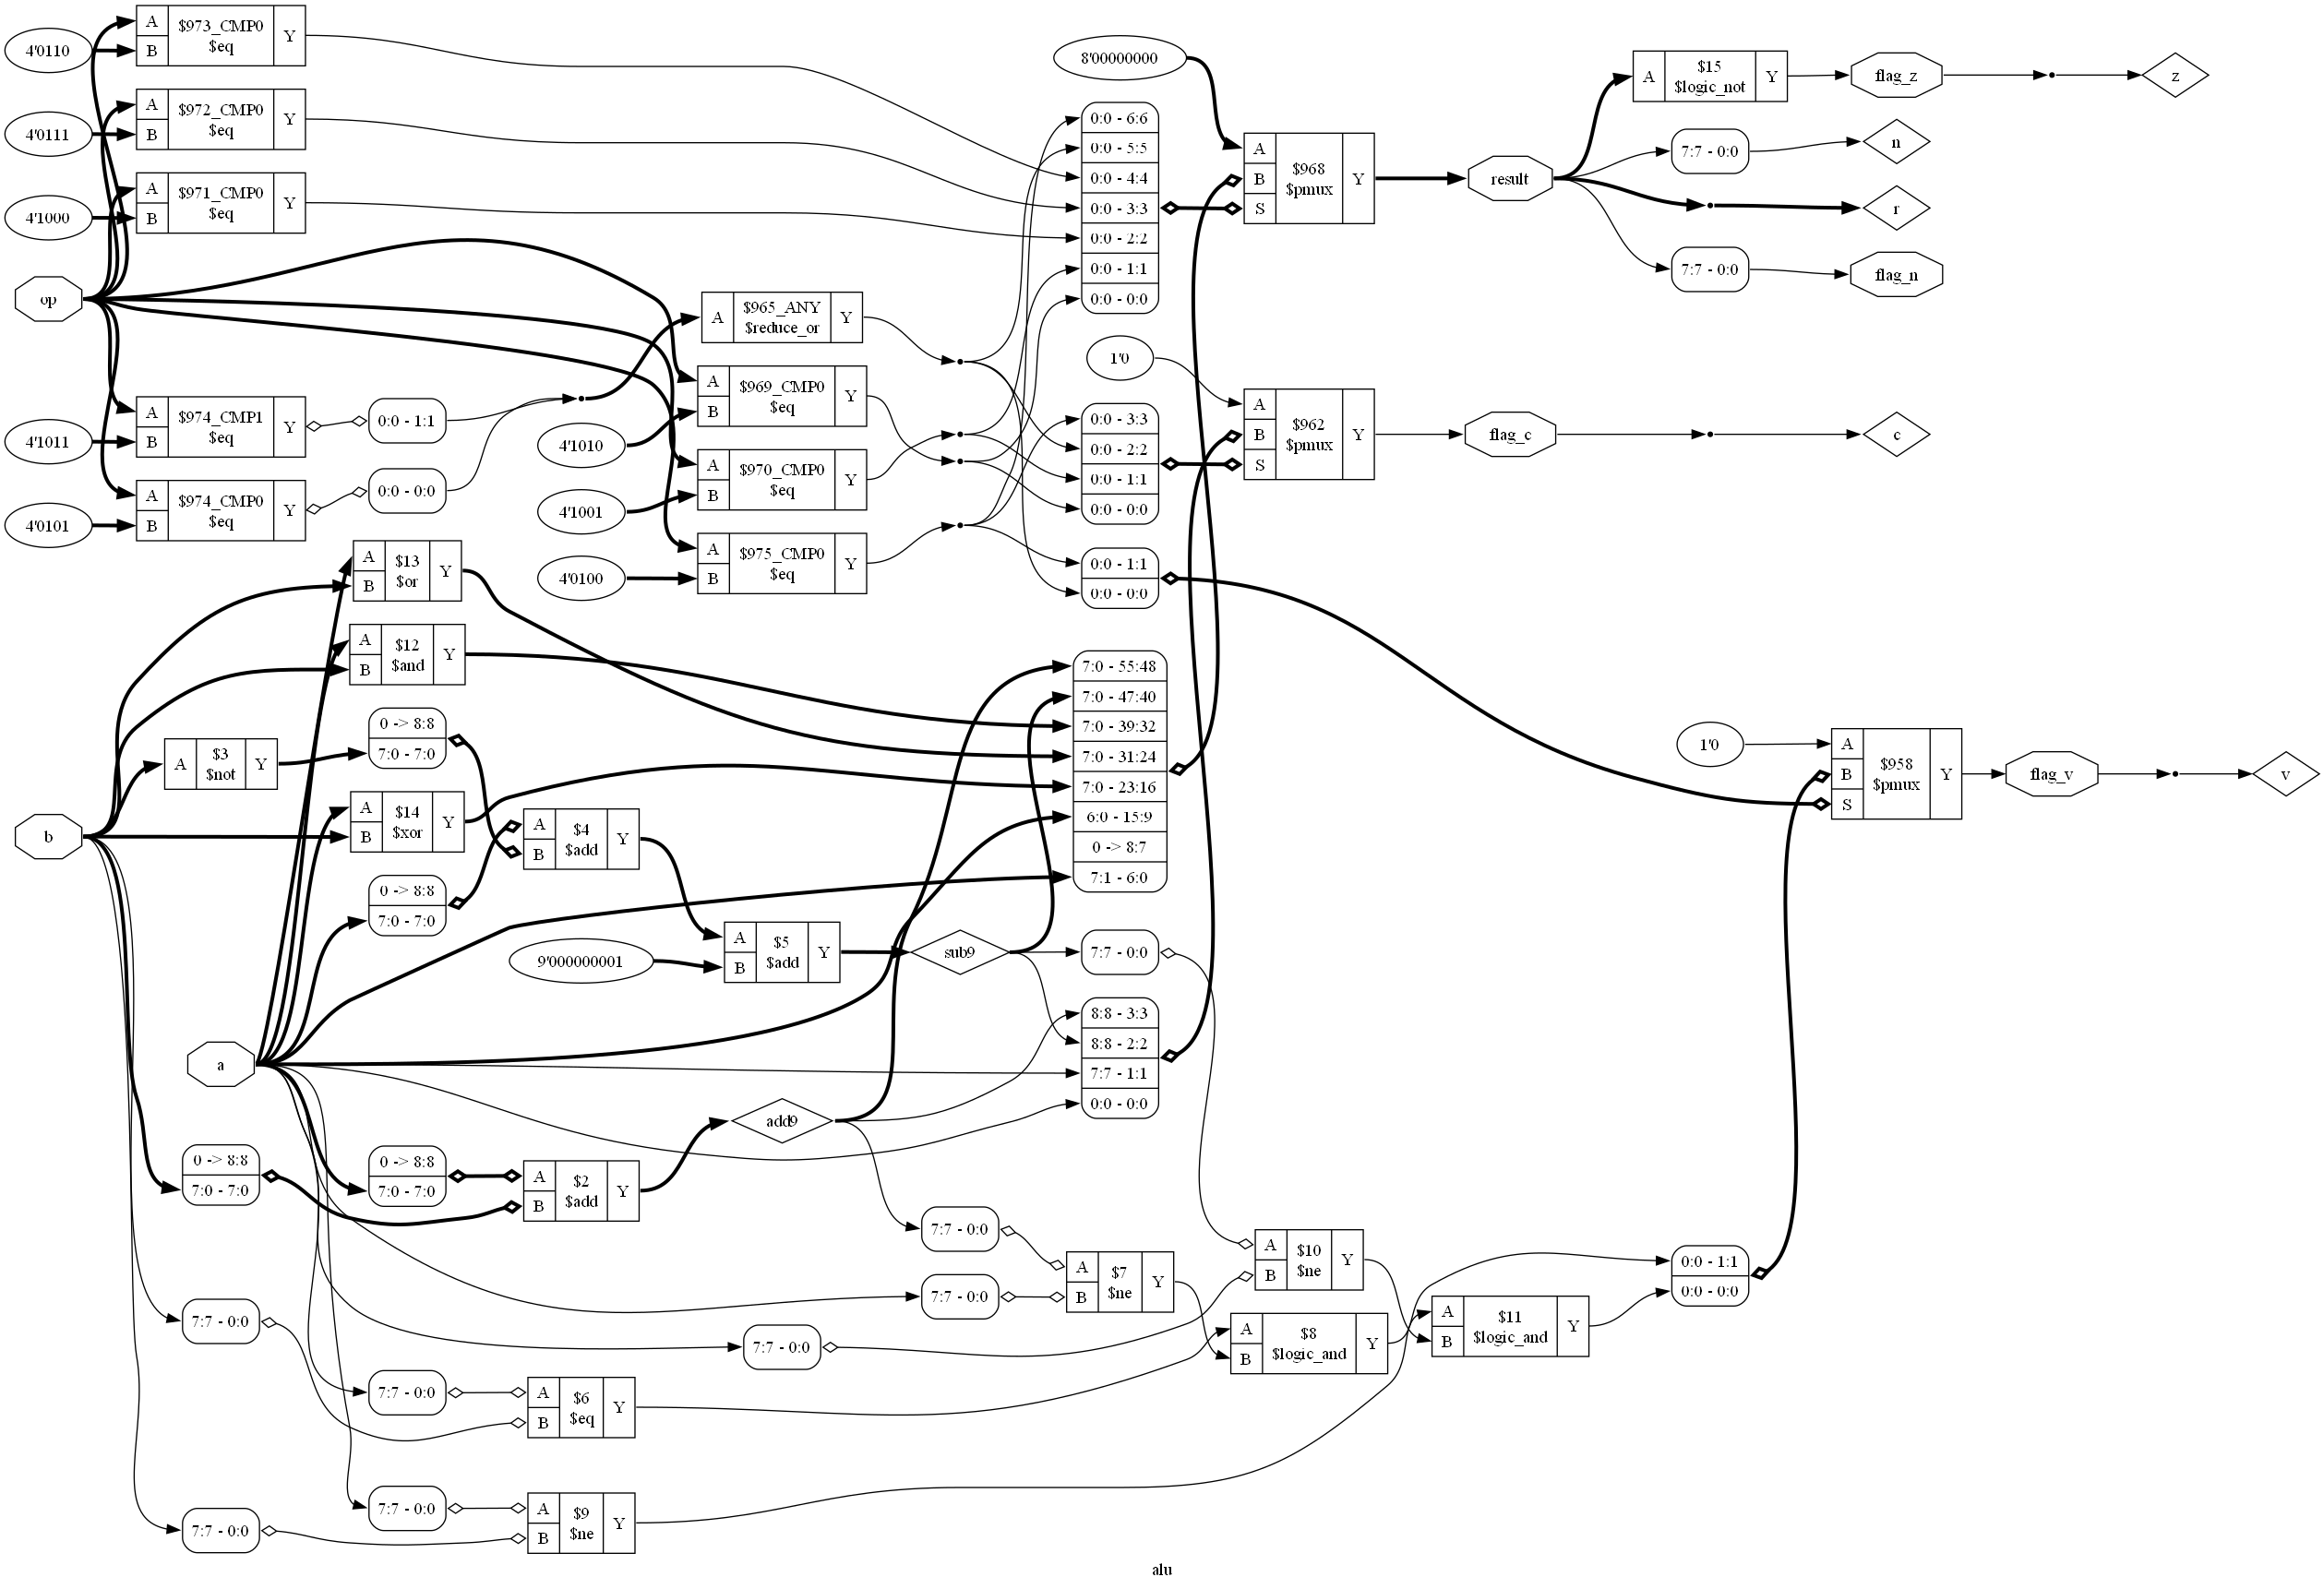 4'0110
A
B
$973_CMP0
$eq
Y
4'0111
A
B
$972_CMP0
$eq
Y
4'1000
A
B
$971_CMP0
$eq
Y
op
4'1011
A
B
$974_CMP1
$eq
Y
0:0 - 1:1
4'0101
A
B
$974_CMP0
$eq
Y
0:0 - 0:0
A
$965_ANY
$reduce_or
Y
4'1010
A
B
$969_CMP0
$eq
Y
4'1001
A
B
$970_CMP0
$eq
Y
4'0100
A
B
$975_CMP0
$eq
Y
8'00000000
0:0 - 6:6
0:0 - 5:5
0:0 - 4:4
0:0 - 3:3
0:0 - 2:2
0:0 - 1:1
0:0 - 0:0
A
B
S
$968
$pmux
Y
result
A
$15
$logic_not
Y
flag_z
z
7:7 - 0:0
n
r
7:7 - 0:0
flag_n
1'0
0:0 - 3:3
0:0 - 2:2
0:0 - 1:1
0:0 - 0:0
A
B
S
$962
$pmux
Y
flag_c
c
0:0 - 1:1
0:0 - 0:0
A
B
$13
$or
Y
A
B
$12
$and
Y
A
$3
$not
Y
0 -> 8:8
7:0 - 7:0
b
A
B
$14
$xor
Y
0 -> 8:8
7:0 - 7:0
A
B
$4
$add
Y
9'000000001
A
B
$5
$add
Y
sub9
7:0 - 55:48
7:0 - 47:40
7:0 - 39:32
7:0 - 31:24
7:0 - 23:16
6:0 - 15:9
0 -> 8:7
7:1 - 6:0
7:7 - 0:0
8:8 - 3:3
8:8 - 2:2
7:7 - 1:1
0:0 - 0:0
1'0
A
B
S
$958
$pmux
Y
flag_v
v
a
0 -> 8:8
7:0 - 7:0
0 -> 8:8
7:0 - 7:0
A
B
$2
$add
Y
add9
7:7 - 0:0
7:7 - 0:0
A
B
$7
$ne
Y
A
B
$10
$ne
Y
7:7 - 0:0
7:7 - 0:0
7:7 - 0:0
A
B
$6
$eq
Y
A
B
$8
$logic_and
Y
A
B
$11
$logic_and
Y
0:0 - 1:1
0:0 - 0:0
7:7 - 0:0
7:7 - 0:0
A
B
$9
$ne
Y
alu